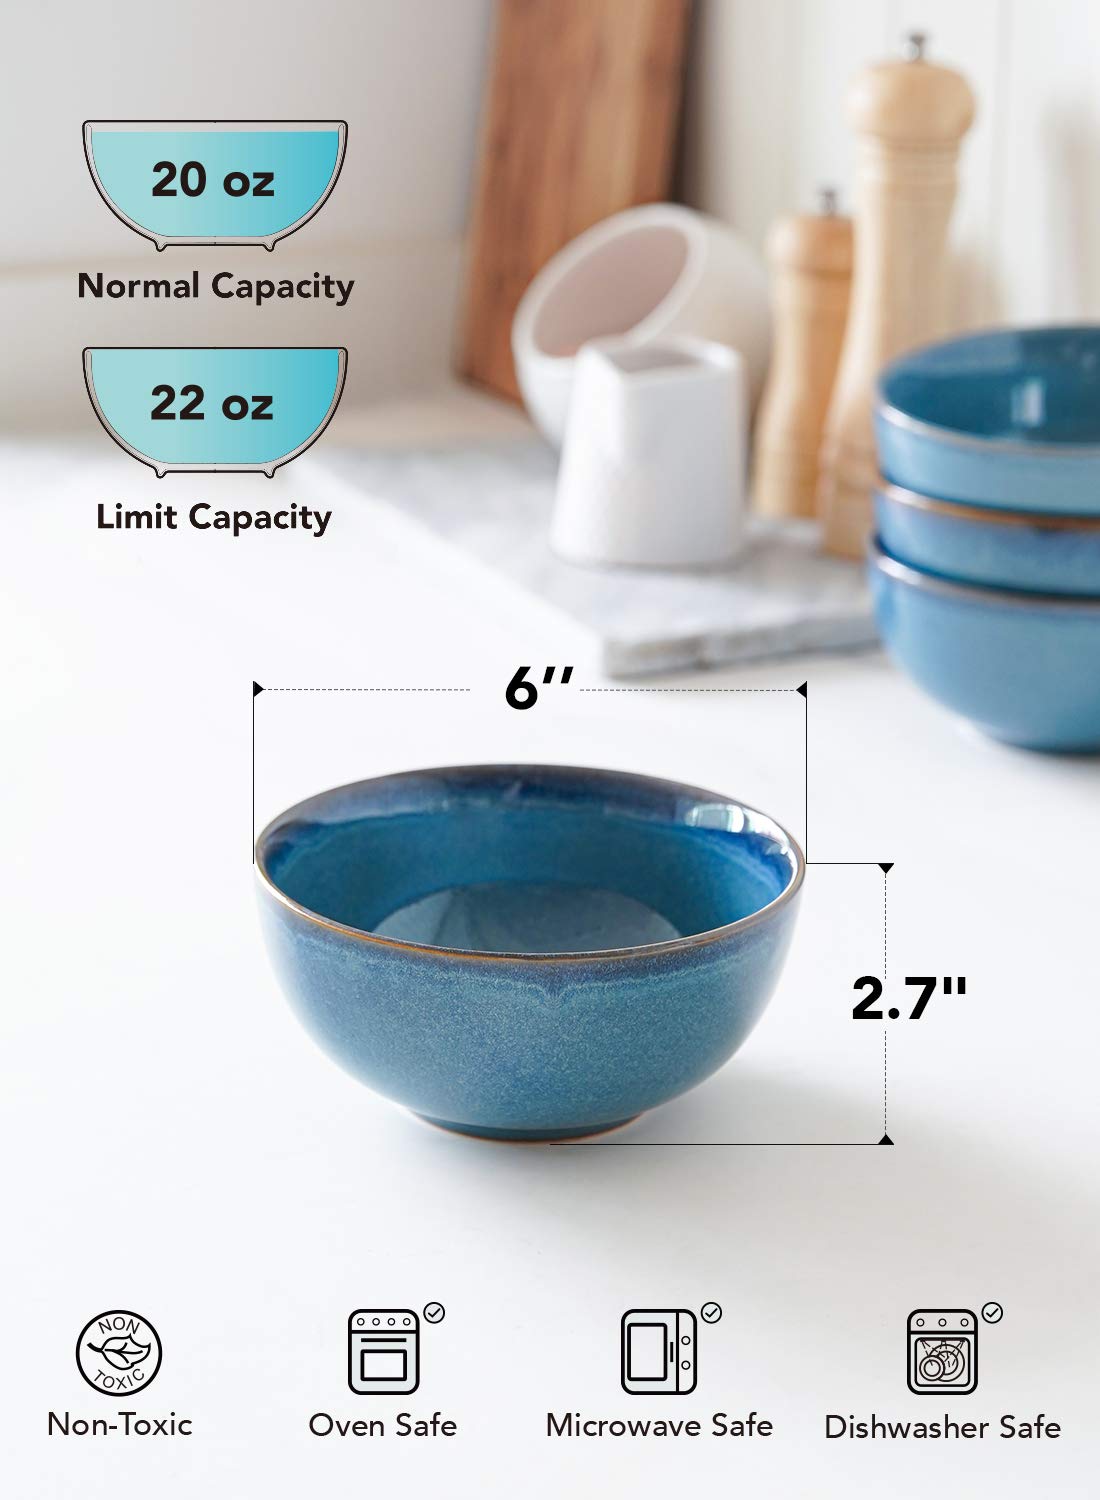 20 oz
Normal Capacity
22 oz
Limit Capacity
6′′
2.7"
NON
TOXIC
Non-Toxic
Oven Safe
Microwave Safe
Dishwasher Safe